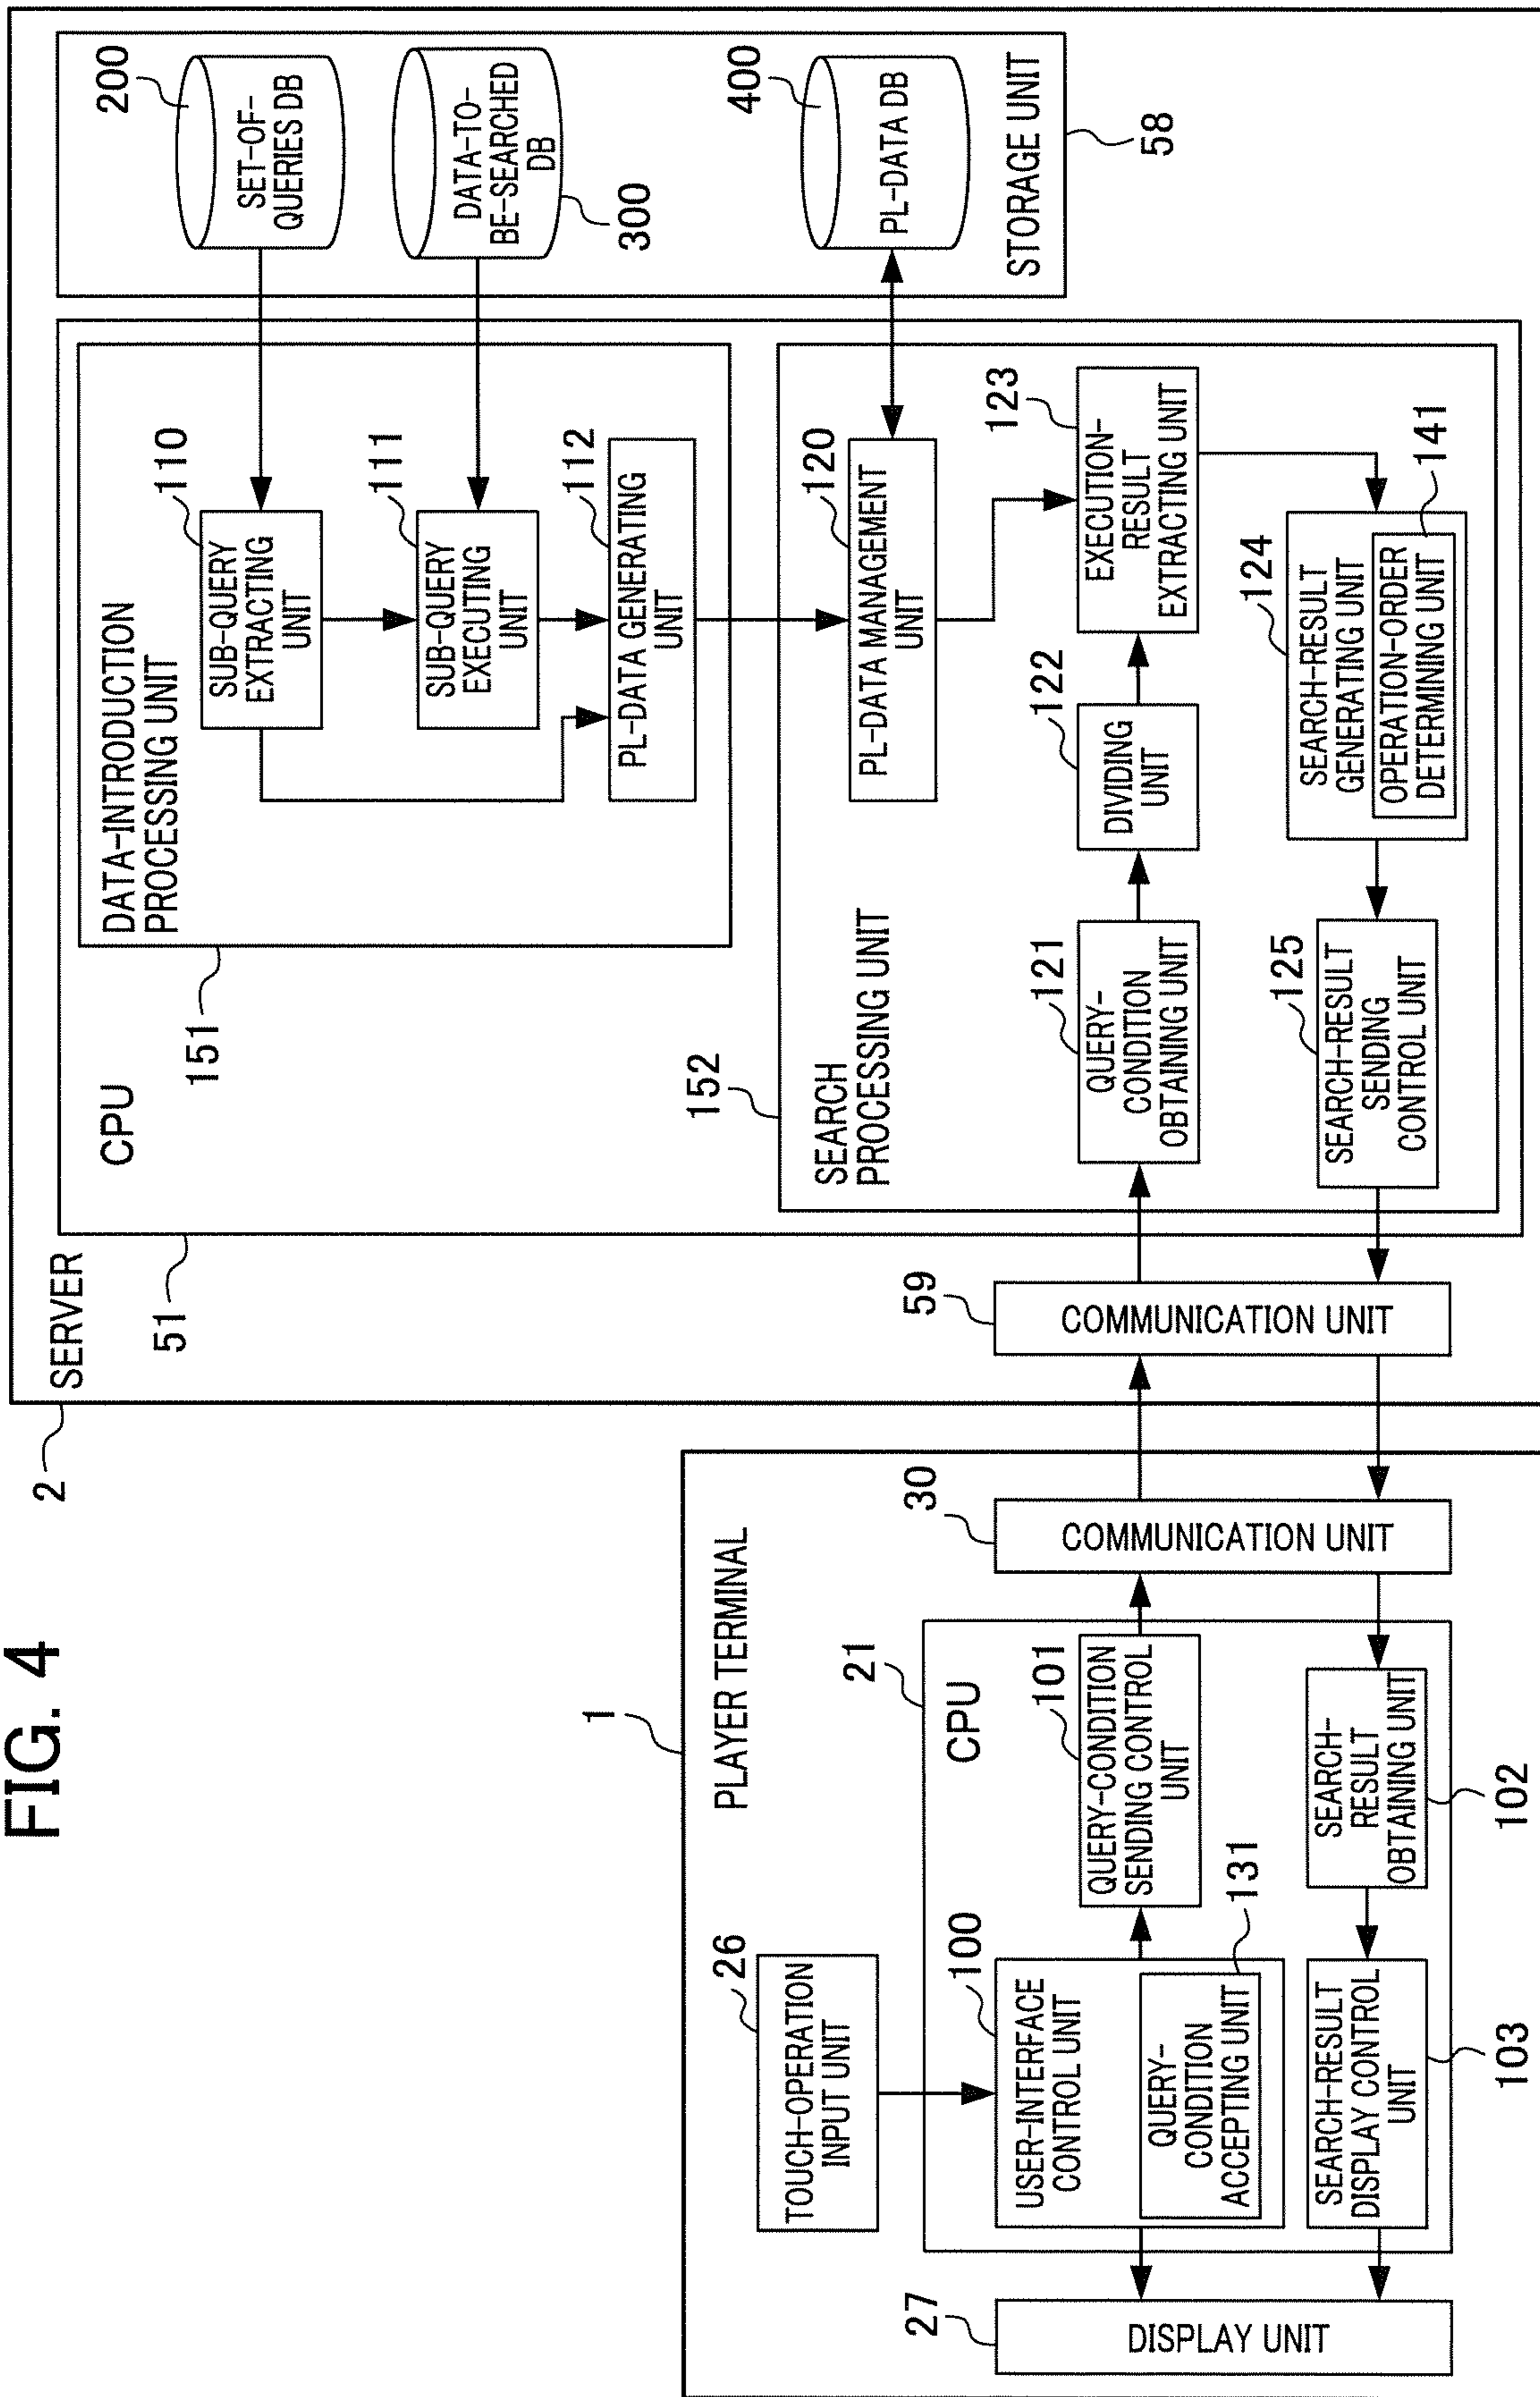 FIG. 4
2
SERVER
51
CPU
151
DATA-INTRODUCTION
PROCESSING UNIT
SUB-QUERY
EXTRACTING
UNIT
110
SUB-QUERY
EXECUTING
UNIT
111
PL-DATA GENERATING
UNIT
112
200
SET-OF-
QUERIES DB
DATA-TO-
BE-SEARCHED
DB
300
400
PL-DATA DB
STORAGE UNIT
58
152
SEARCH
PROCESSING UNIT
PL-DATA MANAGEMENT
UNIT
120
QUERY-
CONDITION
OBTAINING UNIT
121
DIVIDING
UNIT
122
EXECUTION-
RESULT
EXTRACTING UNIT
123
SEARCH-RESULT
GENERATING UNIT
124
OPERATION-ORDER
DETERMINING UNIT
141
SEARCH-RESULT
SENDING
CONTROL UNIT
125
59
COMMUNICATION UNIT
1
PLAYER TERMINAL
30
COMMUNICATION UNIT
26
TOUCH-OPERATION
INPUT UNIT
21
CPU
100
USER-INTERFACE
CONTROL UNIT
QUERY-
CONDITION
ACCEPTING UNIT
131
QUERY-CONDITION
SENDING CONTROL
UNIT
101
SEARCH-
RESULT
OBTAINING UNIT
102
SEARCH-RESULT
DISPLAY CONTROL
UNIT
103
27
DISPLAY UNIT